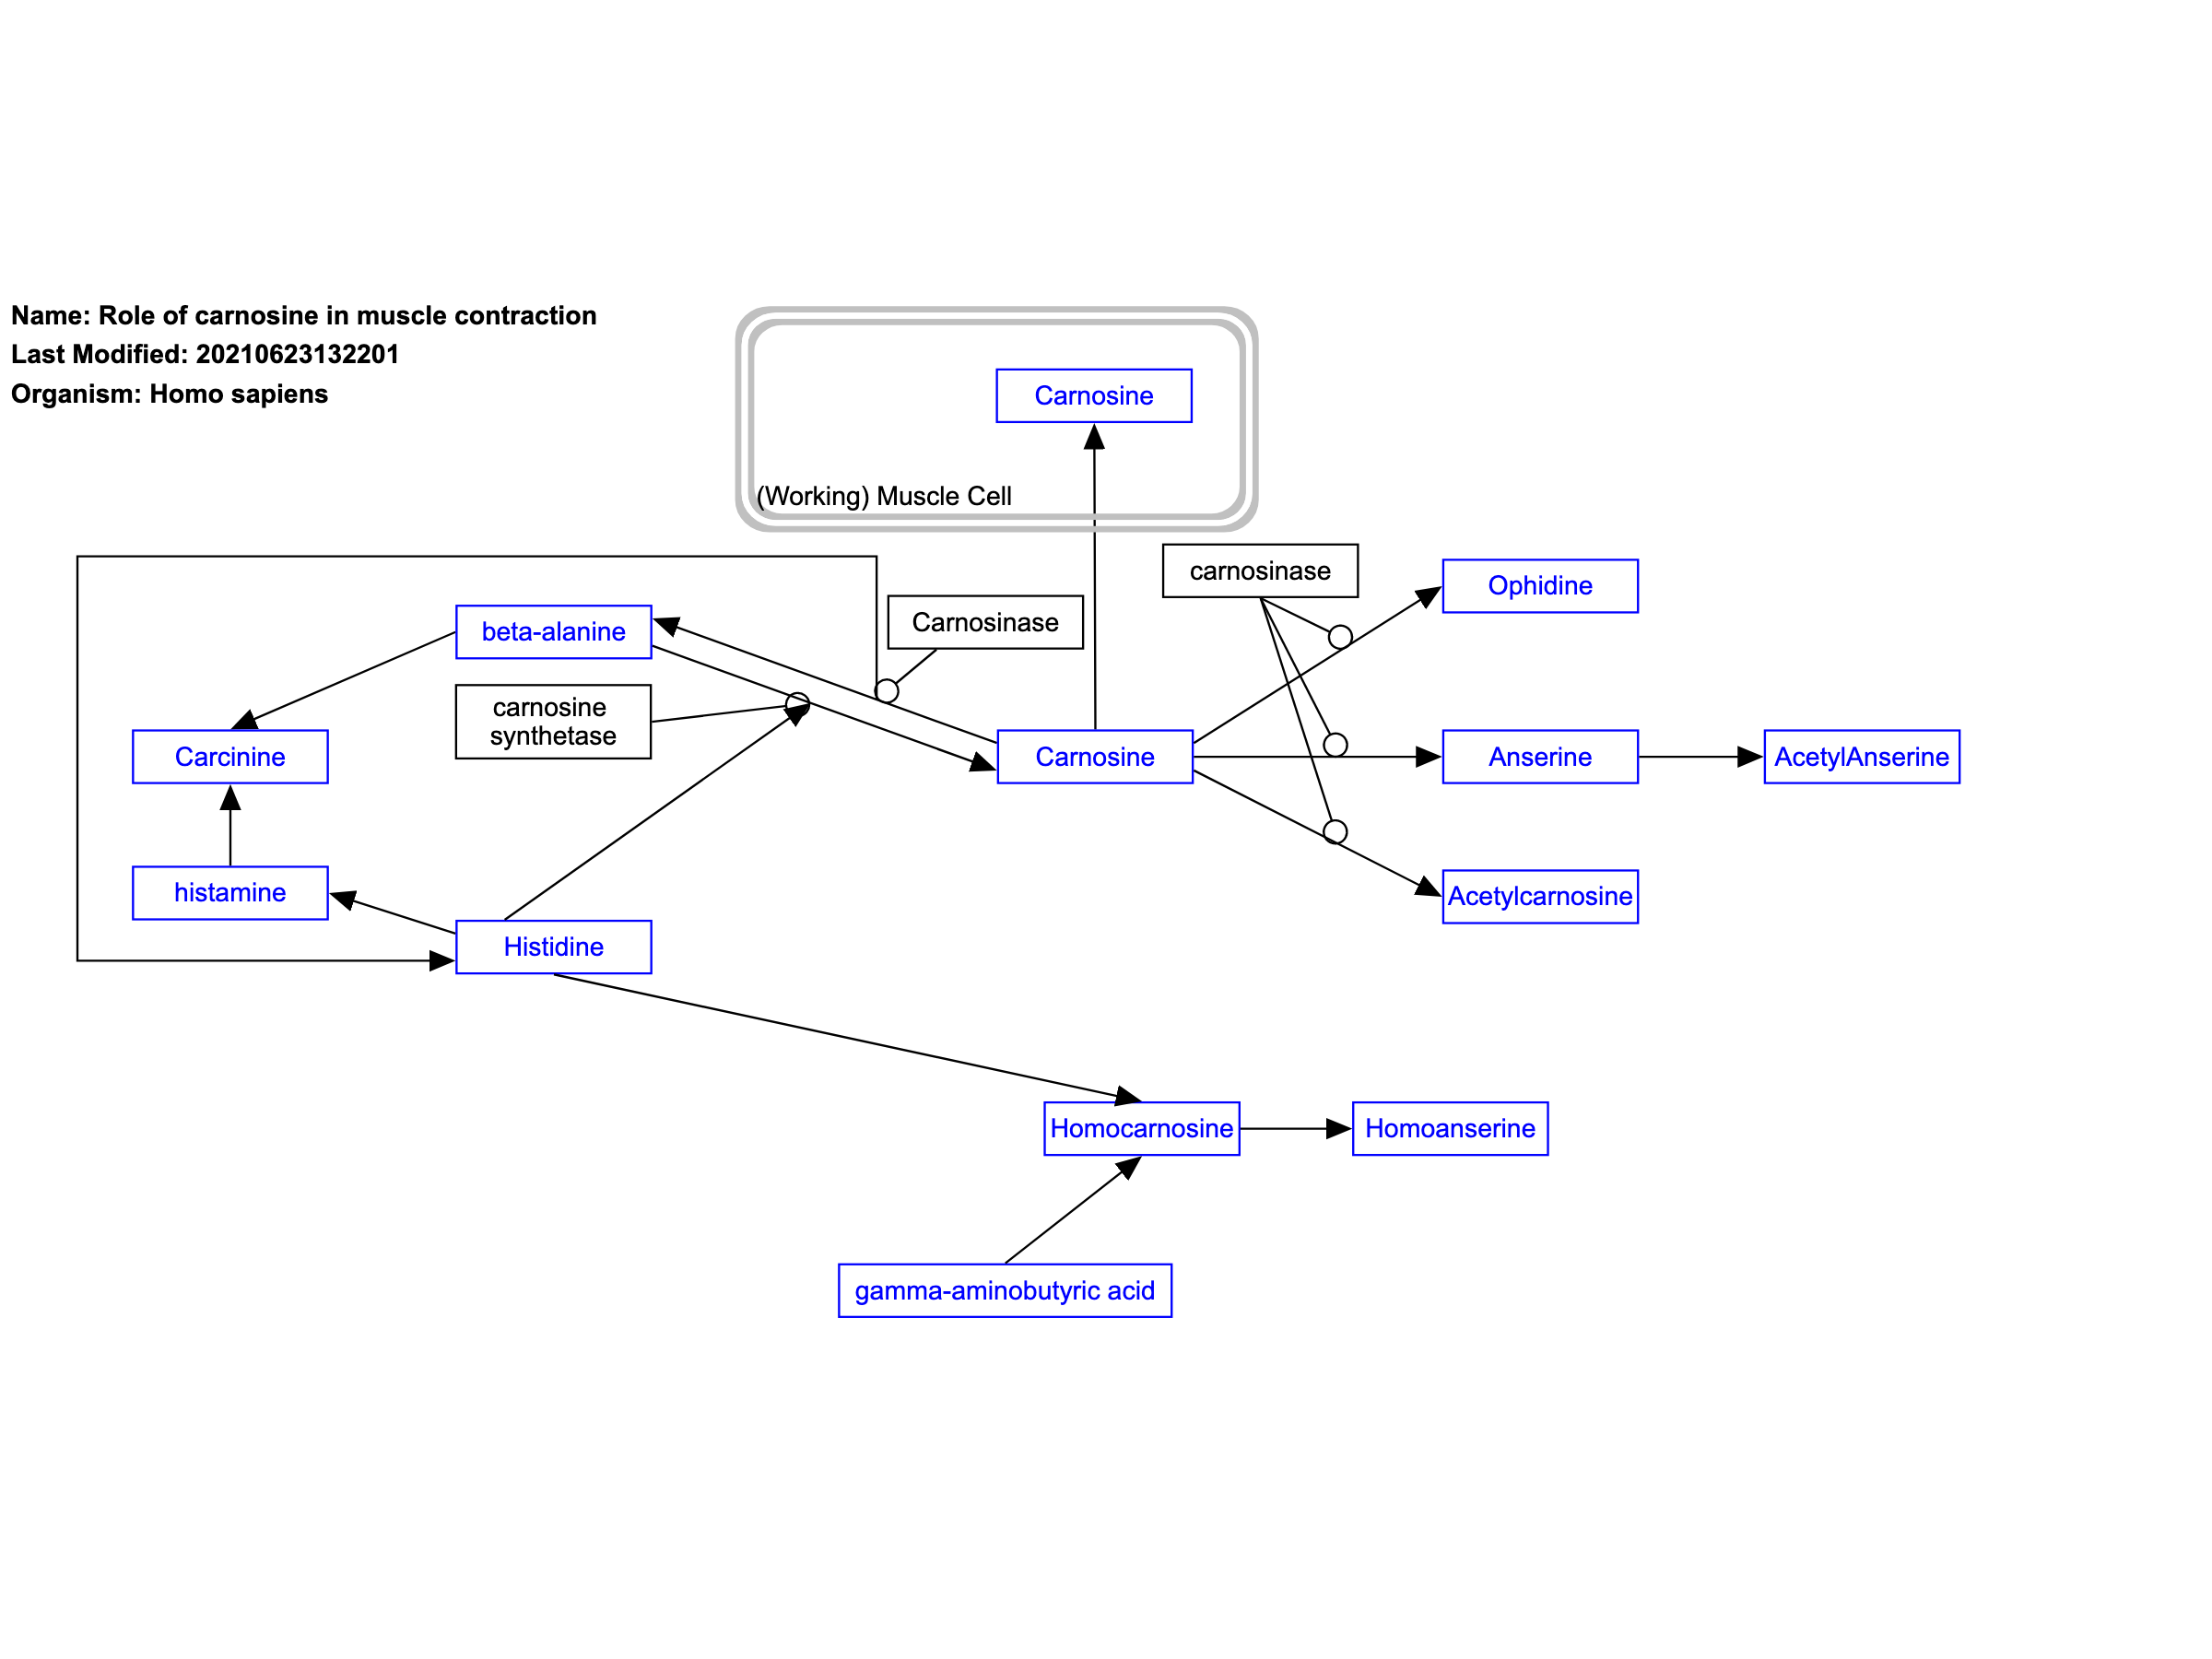 Name: Role of carnosine in muscle contraction
Last Modified: 20210623132201
Organism: Homo sapiens
Carnosine
(Working) Muscle Cell
carnosinase
Ophidine
Carnosinase
beta-alanine
carnosine
synthetase
Carcinine
Carnosine
Anserine
AcetylAnserine
histamine
Acetylcarnosine
Histidine
Homocarnosine
Homoanserine
gamma-aminobutyric acid